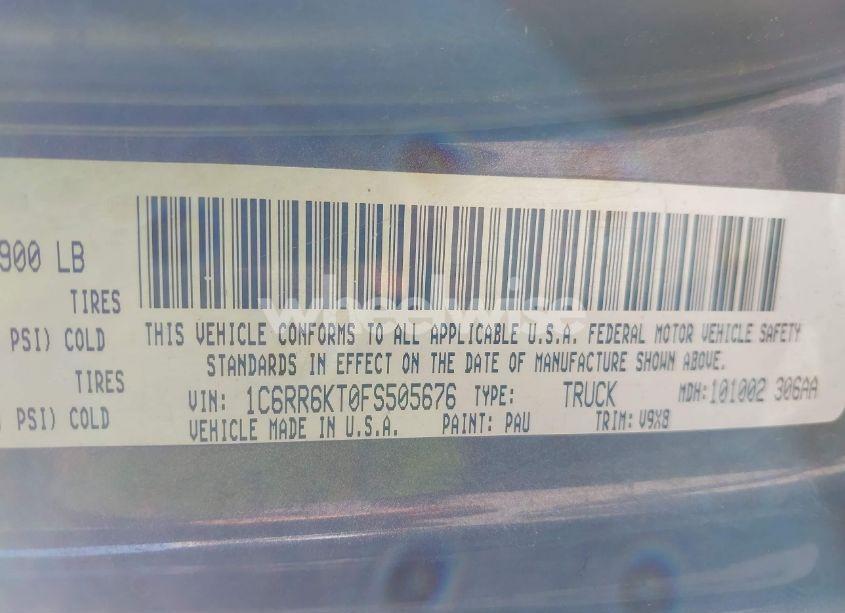 900 LB
TIRES
PSI) COLD
TIRES
PSI) COLD
wheelwise
THIS VEHICLE CONFORMS TO ALL APPLICABLE U.S.A. FEDERAL MOTOR VEHICLE SAFETY
STANDARDS IN EFFECT ON THE DATE OF MANUFACTURE SHOWN ABOVE.
VIN: 1C6RR6KT0FS505676 TYPE: TRUCK MDH: 101002 306AA
VEHICLE MADE IN U.S.A. PAINT: PAU TRIM: V9X8